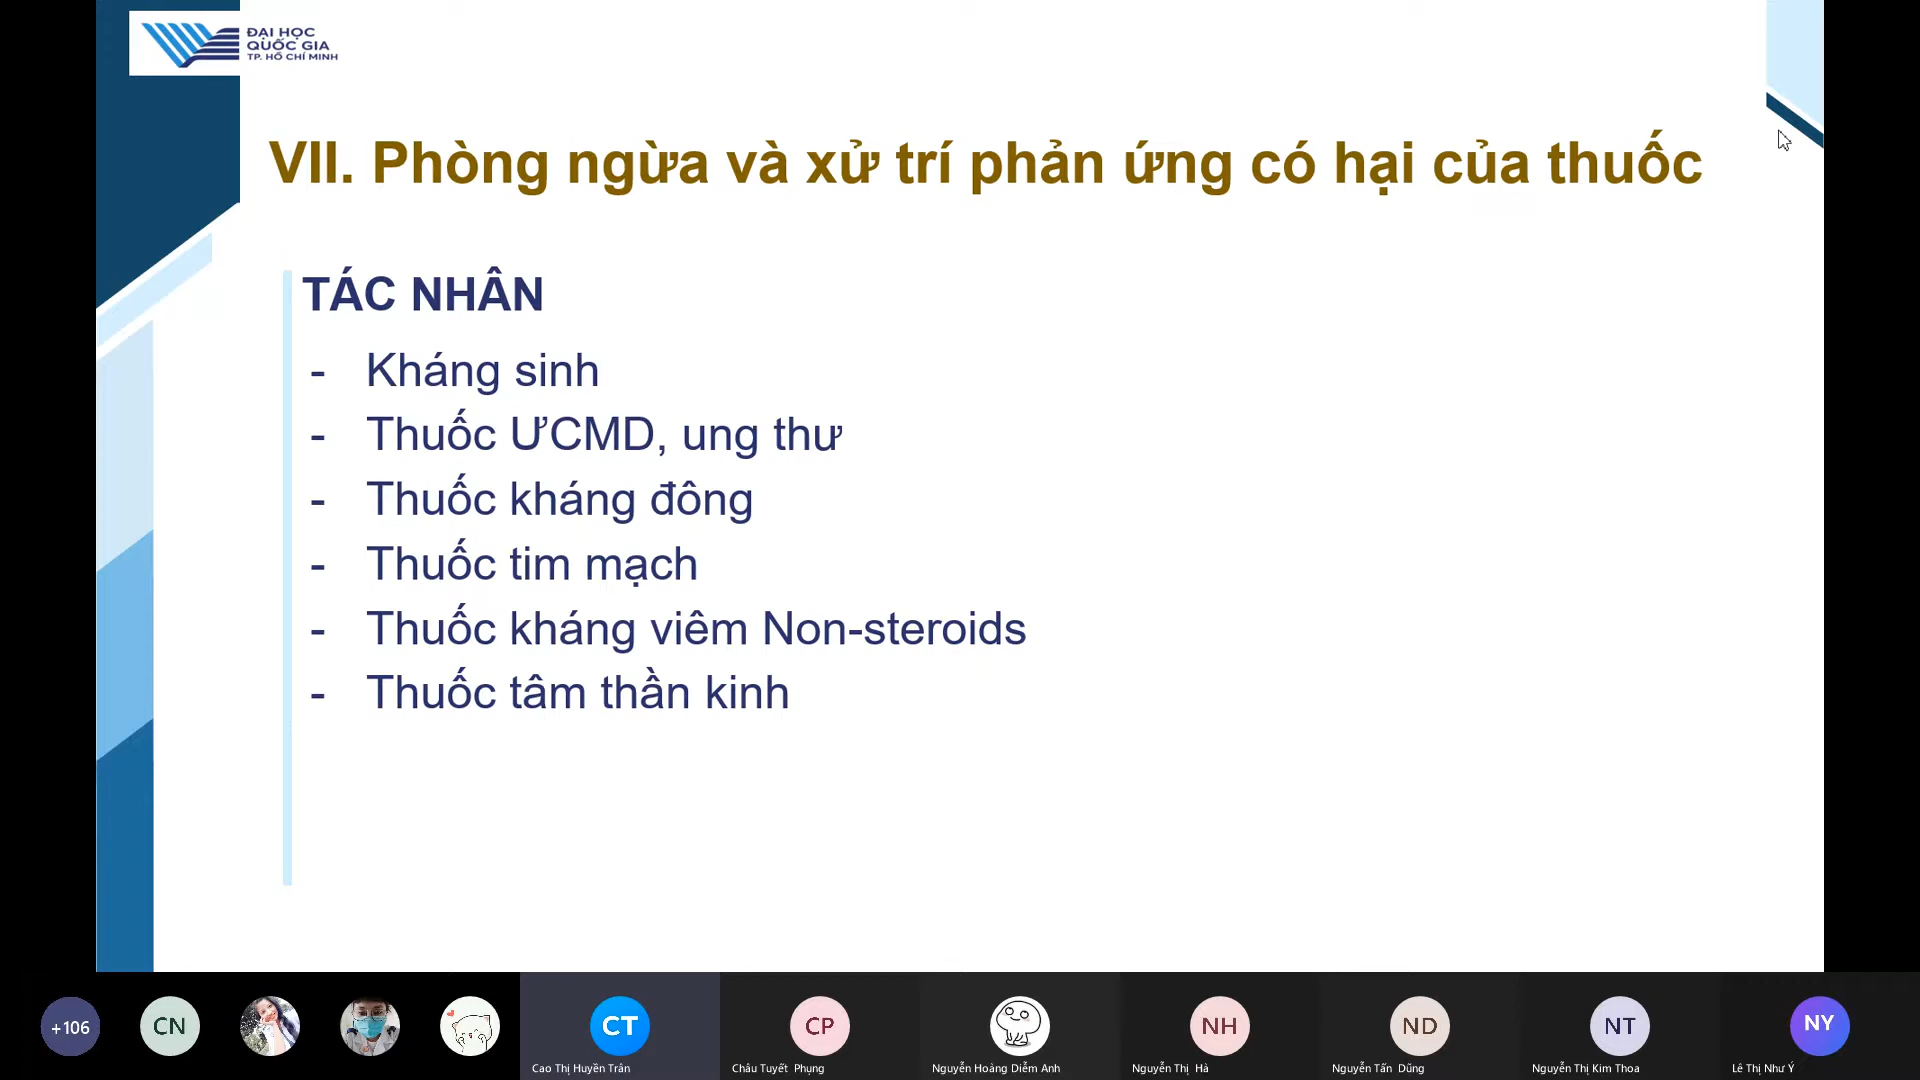 ĐẠI HỌC
QUỐC GIA
TP. HỒ CHÍ MINH
VII. Phòng ngừa và xử trí phản ứng có hại của thuốc
TÁC NHÂN
- Kháng sinh
- Thuốc ƯCMD, ung thư
- Thuốc kháng đông
- Thuốc tim mạch
- Thuốc kháng viêm Non-steroids
- Thuốc tâm thần kinh
+106
CN
CT
CP
NH
ND
NT
NY
Cao Thị Huyền Trân
Châu Tuyết Phụng
Nguyễn Hoàng Diễm Anh
Nguyễn Thị Hà
Nguyễn Tấn Dũng
Nguyễn Thị Kim Thoa
Lê Thị Như Ý